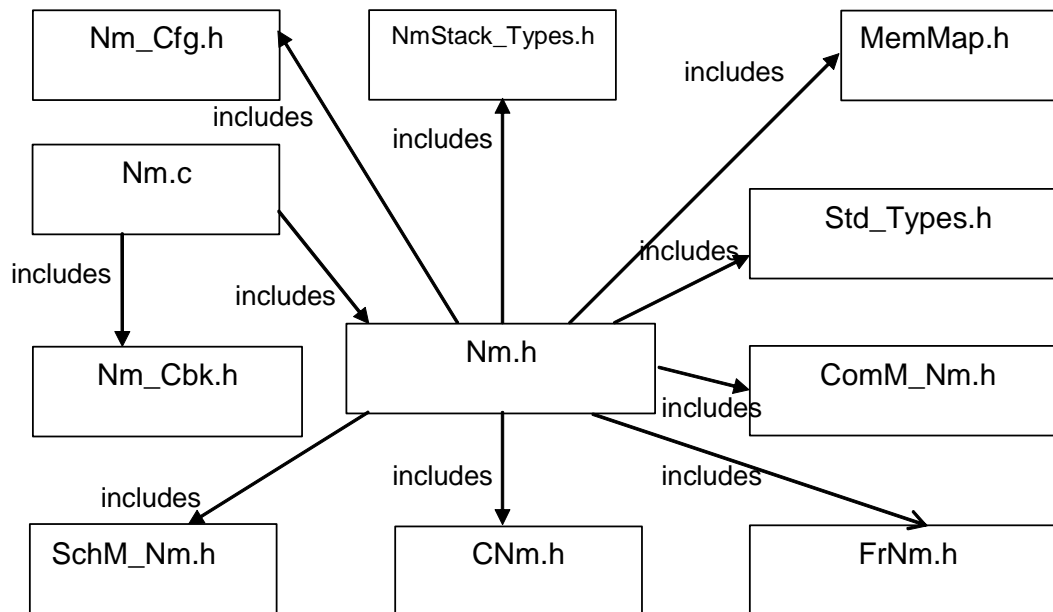 Nm_Cfg.h
NmStack_Types.h
MemMap.h
includes
includes
includes
Nm.c
Std_Types.h
includes
includes
includes
Nm.h
Nm_Cbk.h
ComM_Nm.h
includes
includes
includes
includes
SchM_Nm.h
CNm.h
FrNm.h